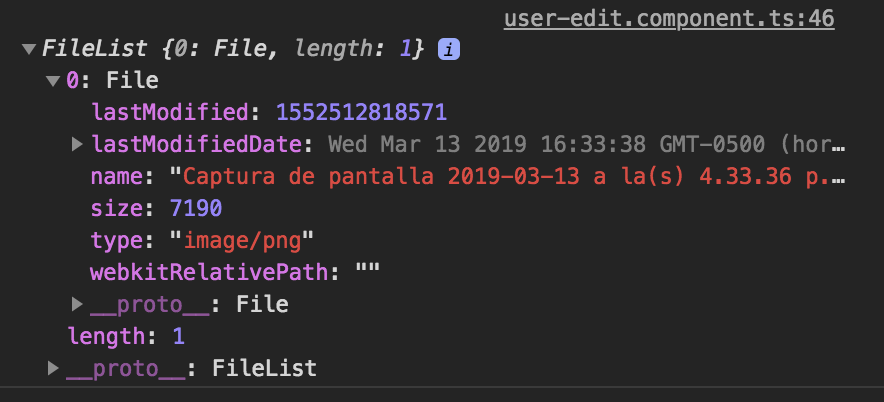 user-edit.component.ts:46
FileList {0: File, length: 1} i
0: File
lastModified: 1552512818571
lastModifiedDate: Wed Mar 13 2019 16:33:38 GMT-0500 (hor…
name: "Captura de pantalla 2019-03-13 a la(s) 4.33.36 p.…
size: 7190
type: "image/png"
webkitRelativePath: ""
__proto__: File
length: 1
__proto__: FileList